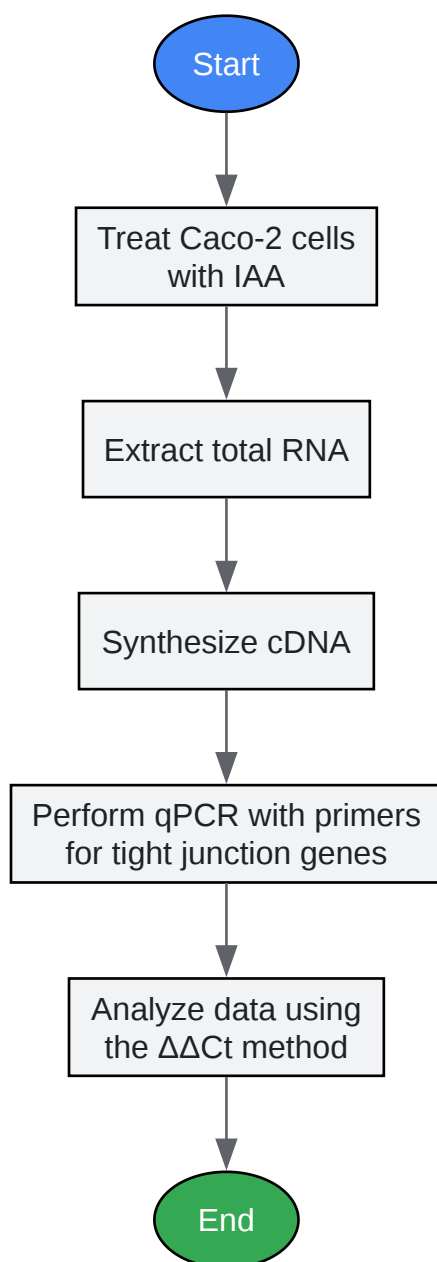 Start
Treat Caco-2 cells
with IAA
Extract total RNA
Synthesize cDNA
Perform qPCR with primers
for tight junction genes
Analyze data using
the ΔΔCt method
End